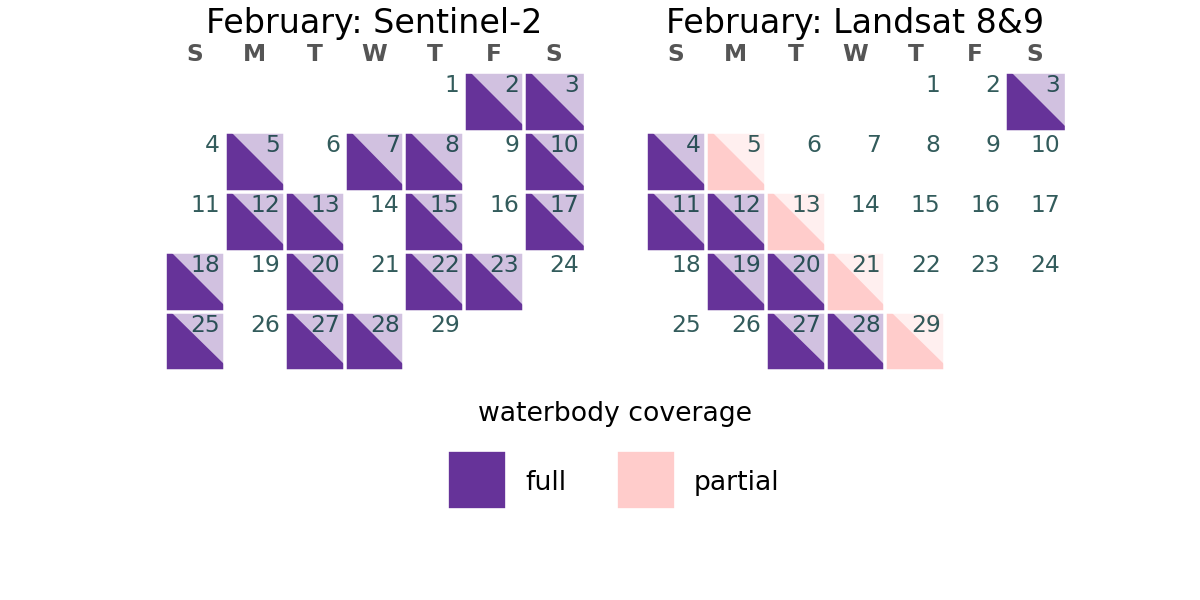 February: Sentinel-2
S M T W T F S
1 2 3
4 5 6 7 8 9 10
11 12 13 14 15 16 17
18 19 20 21 22 23 24
25 26 27 28 29
February: Landsat 8&9
S M T W T F S
1 2 3
4 5 6 7 8 9 10
11 12 13 14 15 16 17
18 19 20 21 22 23 24
25 26 27 28 29
waterbody coverage
full partial